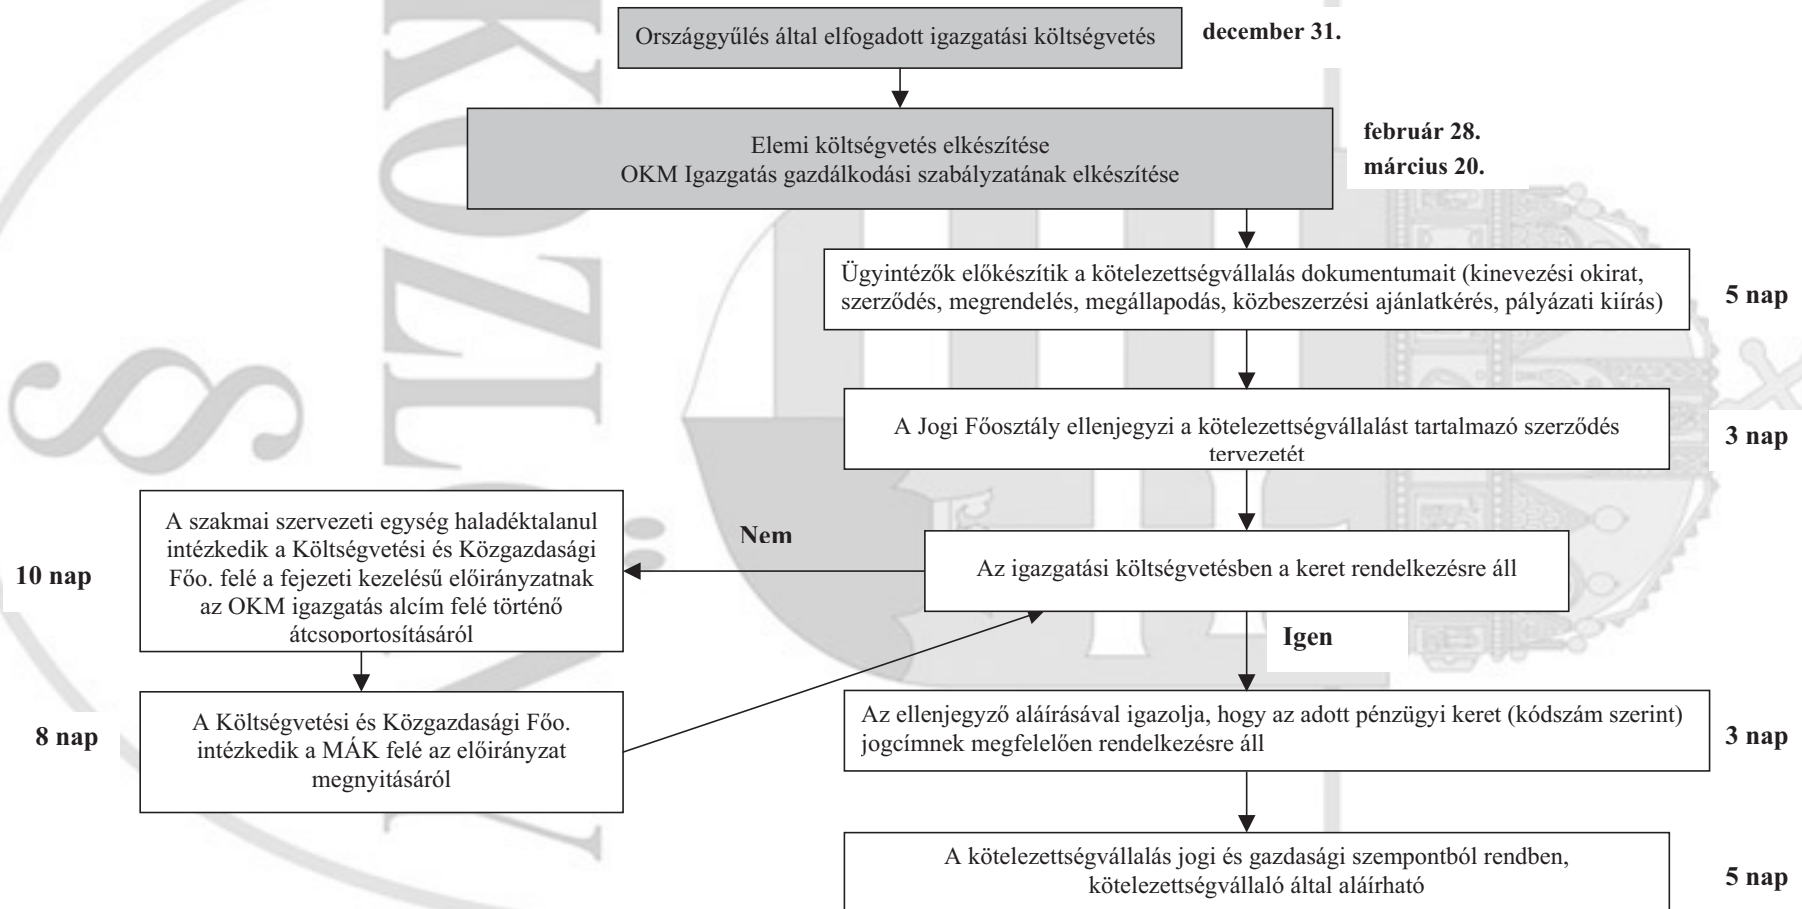 Országgyűlés által elfogadott igazgatási költségvetés
december 31.
Elemi költségvetés elkészítése
OKM Igazgatás gazdálkodási szabályzatának elkészítése
február 28.
március 20.
Ügyintézők előkészítik a kötelezettségvállalás dokumentumait (kinevezési okirat,
szerződés, megrendelés, megállapodás, közbeszerzési ajánlatkérés, pályázati kiírás)
5 nap
A Jogi Főosztály ellenjegyzi a kötelezettségvállalást tartalmazó szerződés
tervezetét
3 nap
10 nap
A szakmai szervezeti egység haladéktalanul
intézkedik a Költségvetési és Közgazdasági
Főo. felé a fejezeti kezelésű előirányzatnak
az OKM igazgatás alcím felé történő
átcsoportosításáról
Nem
Az igazgatási költségvetésben a keret rendelkezésre áll
Igen
8 nap
A Költségvetési és Közgazdasági Főo.
intézkedik a MÁK felé az előirányzat
megnyitásáról
Az ellenjegyző aláírásával igazolja, hogy az adott pénzügyi keret (kódszám szerint)
jogcímnek megfelelően rendelkezésre áll
3 nap
A kötelezettségvállalás jogi és gazdasági szempontból rendben,
kötelezettségvállaló által aláírható
5 nap
§